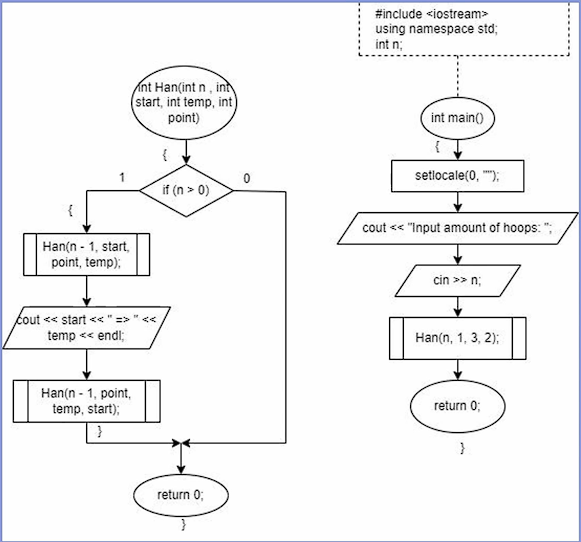 #include <iostream>
using namespace std;
int n;
int Han(int n , int
start, int temp, int
point)
{
if (n > 0)
1
0
{
Han(n - 1, start,
point, temp);
cout << start << " => " <<
temp << endl;
Han(n - 1, point,
temp, start);
}
return 0;
}
int main()
{
setlocale(0, "");
cout << "Input amount of hoops: ";
cin >> n;
Han(n, 1, 3, 2);
return 0;
}